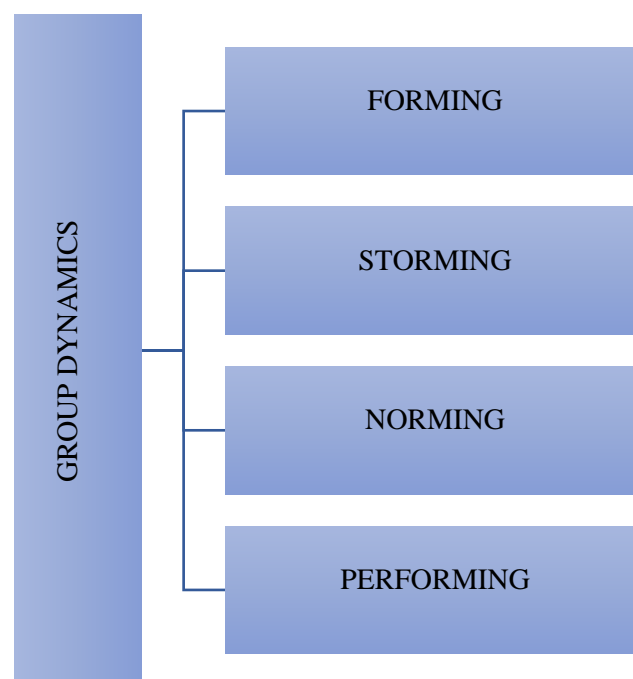 GROUP DYNAMICS
FORMING
STORMING
NORMING
PERFORMING